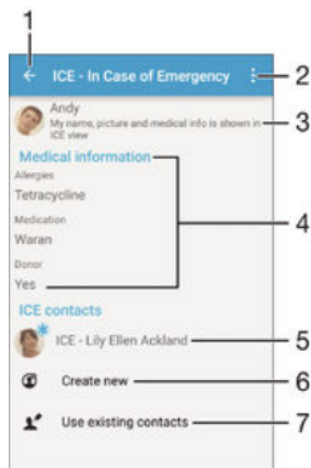 1
ICE - In Case of Emergency
2
Andy
My name, picture and medical info is shown in
ICE view
3
Medical information
Allergies
Tetracycline
Medication
Waran
Donor
Yes
4
ICE contacts
ICE - Lily Ellen Ackland
5
Create new
6
Use existing contacts
7